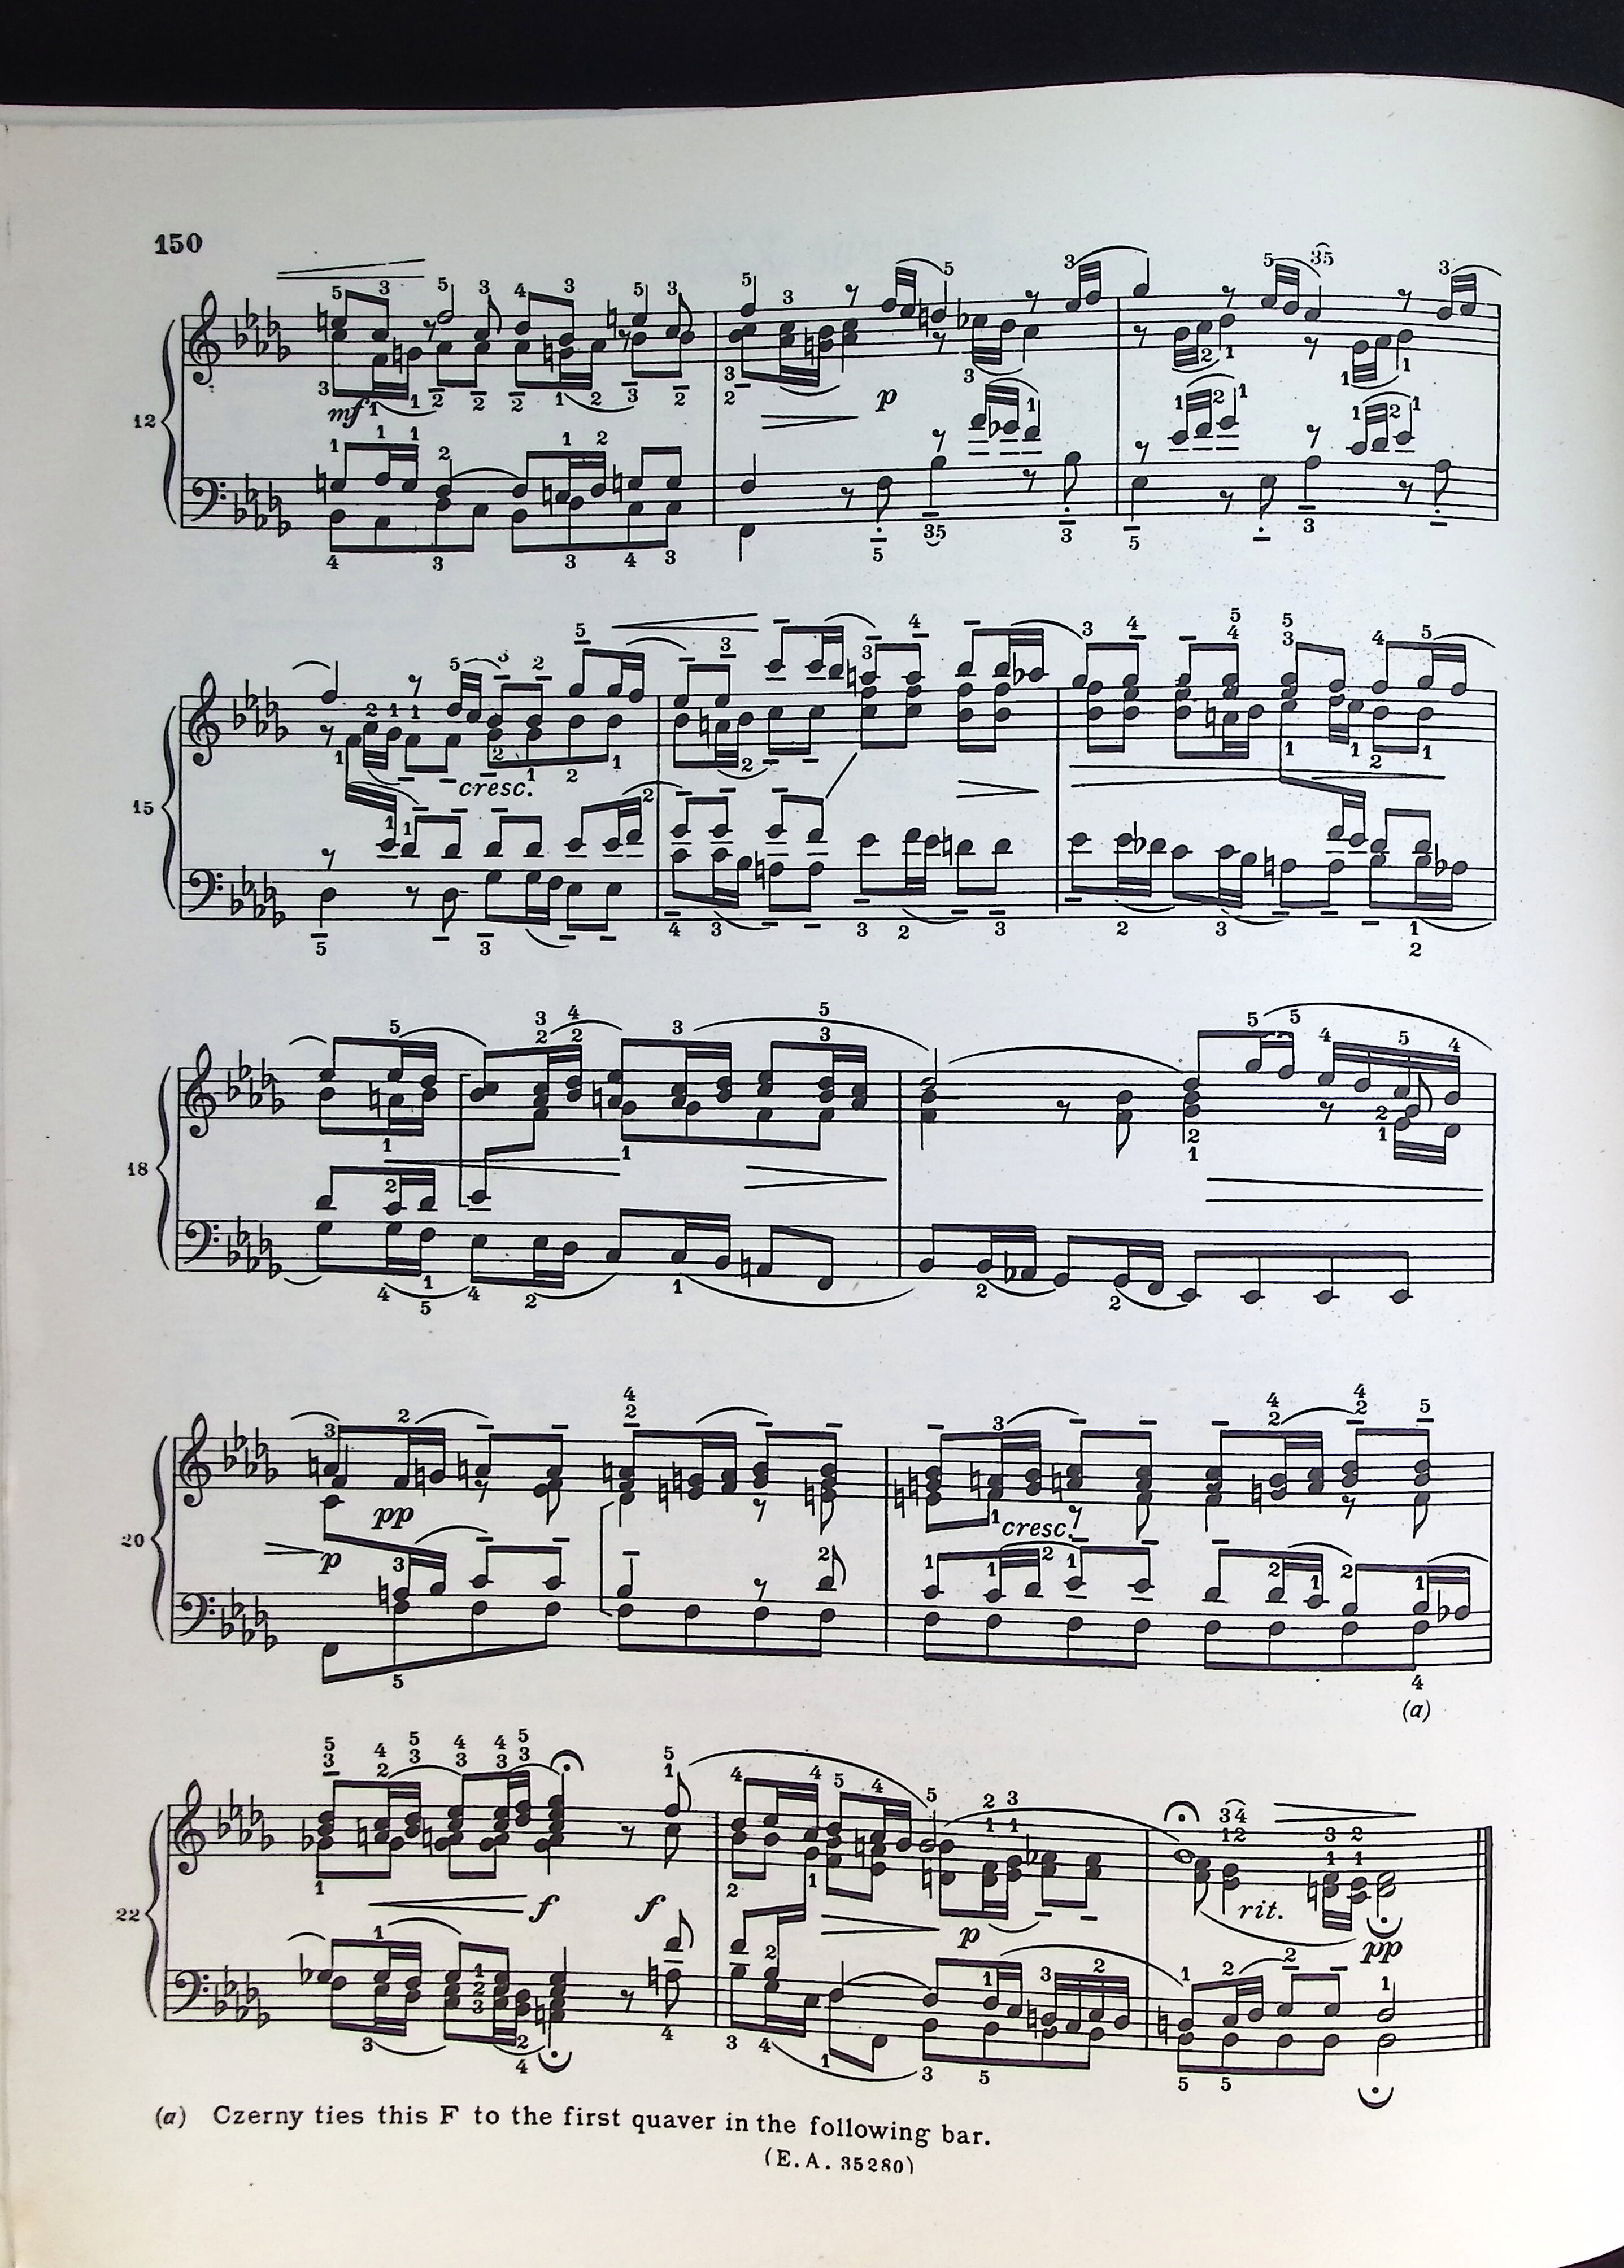 150
12
mf
p
15
cresc.
18
20
pp
p
cresc.
(a)
22
f
f
p
rit.
pp
(a) Czerny ties this F to the first quaver in the following bar.
(E.A. 35280)